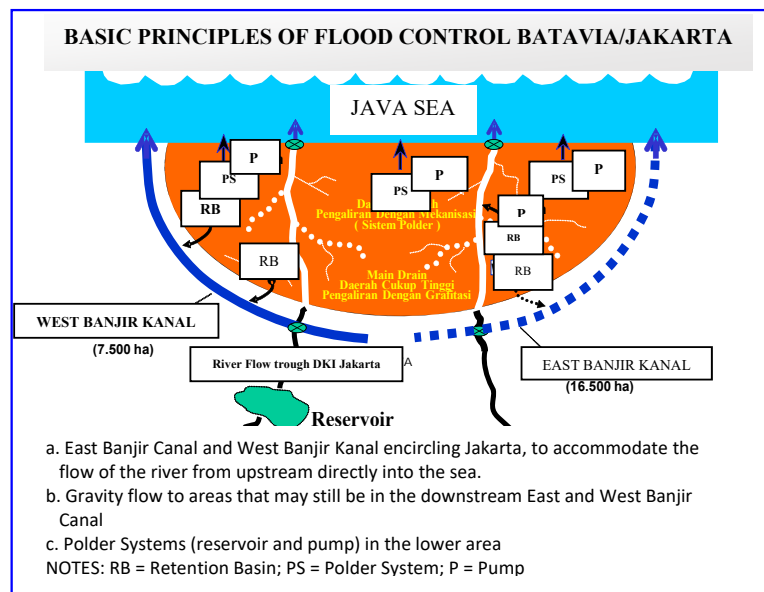 BASIC PRINCIPLES OF FLOOD CONTROL BATAVIA/JAKARTA
JAVA SEA
P
PS
RB
RB
P
PS
P
PS
P
RB
RB
Pengaliran Dengan Mekanisasi
( Sistem Polder )
Main Drain
Daerah Cukup Tinggi
Pengaliran Dengan Grafitasi
WEST BANJIR KANAL
(7.500 ha)
River Flow trough DKI Jakarta
A
EAST BANJIR KANAL
(16.500 ha)
Reservoir
a. East Banjir Canal and West Banjir Kanal encircling Jakarta, to accommodate the
flow of the river from upstream directly into the sea.
b. Gravity flow to areas that may still be in the downstream East and West Banjir
Canal
c. Polder Systems (reservoir and pump) in the lower area
NOTES: RB = Retention Basin; PS = Polder System; P = Pump